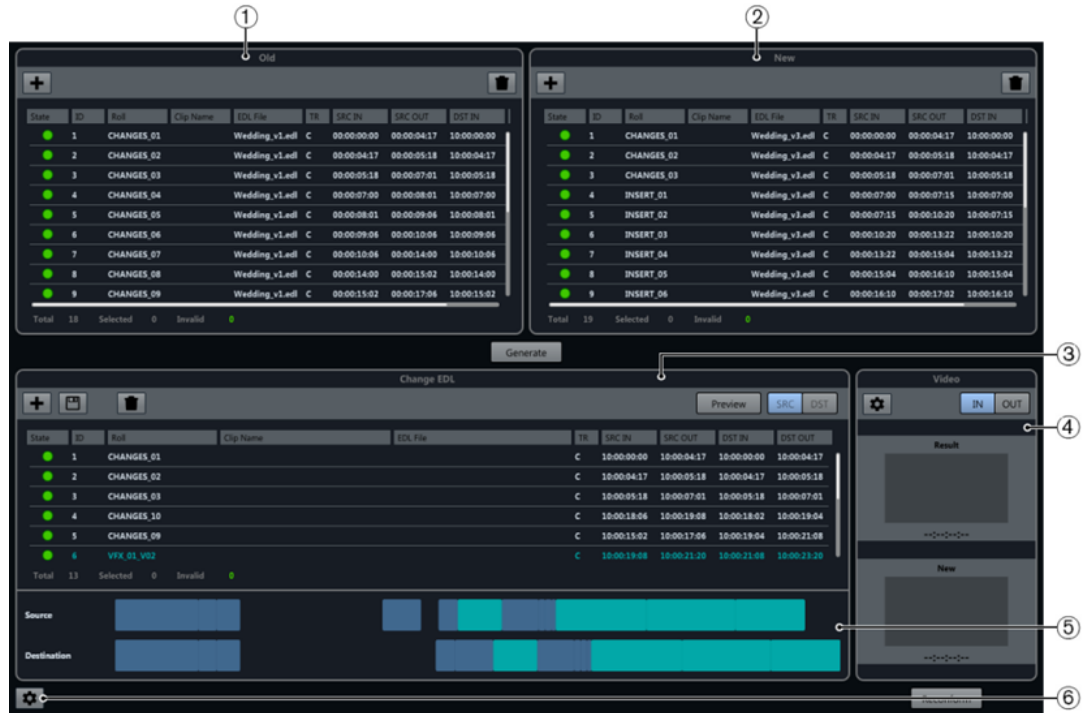 ① ②
Old
New
State ID Roll Clip Name EDL File TR SRC IN SRC OUT DST IN
1 CHANGES_01 Wedding_v1.edl C 00:00:00:00 00:00:04:17 10:00:00:00
2 CHANGES_02 Wedding_v1.edl C 00:00:04:17 00:00:05:18 10:00:04:17
3 CHANGES_03 Wedding_v1.edl C 00:00:05:18 00:00:07:01 10:00:05:18
4 CHANGES_04 Wedding_v1.edl C 00:00:07:00 00:00:08:01 10:00:07:00
5 CHANGES_05 Wedding_v1.edl C 00:00:08:01 00:00:09:06 10:00:08:01
6 CHANGES_06 Wedding_v1.edl C 00:00:09:06 00:00:10:06 10:00:09:06
7 CHANGES_07 Wedding_v1.edl C 00:00:10:06 00:00:14:00 10:00:10:06
8 CHANGES_08 Wedding_v1.edl C 00:00:14:00 00:00:15:02 10:00:14:00
9 CHANGES_09 Wedding_v1.edl C 00:00:15:02 00:00:17:06 10:00:15:02
Total 18 Selected 0 Invalid 0
State ID Roll Clip Name EDL File TR SRC IN SRC OUT DST IN
1 CHANGES_01 Wedding_v3.edl C 00:00:00:00 00:00:04:17 10:00:00:00
2 CHANGES_02 Wedding_v3.edl C 00:00:04:17 00:00:05:18 10:00:04:17
3 CHANGES_03 Wedding_v3.edl C 00:00:05:18 00:00:07:01 10:00:05:18
4 INSERT_01 Wedding_v3.edl C 00:00:07:00 00:00:07:15 10:00:07:00
5 INSERT_02 Wedding_v3.edl C 00:00:07:15 00:00:10:20 10:00:07:15
6 INSERT_03 Wedding_v3.edl C 00:00:10:20 00:00:13:22 10:00:10:20
7 INSERT_04 Wedding_v3.edl C 00:00:13:22 00:00:15:04 10:00:13:22
8 INSERT_05 Wedding_v3.edl C 00:00:15:04 00:00:16:10 10:00:15:04
9 INSERT_06 Wedding_v3.edl C 00:00:16:10 00:00:17:02 10:00:16:10
Total 19 Selected 0 Invalid 0
Generate
③
Change EDL
Preview SRC DST
State ID Roll Clip Name EDL File TR SRC IN SRC OUT DST IN DST OUT
1 CHANGES_01 C 10:00:00:00 10:00:04:17 10:00:00:00 10:00:04:17
2 CHANGES_02 C 10:00:04:17 10:00:05:18 10:00:04:17 10:00:05:18
3 CHANGES_03 C 10:00:05:18 10:00:07:01 10:00:05:18 10:00:07:01
4 CHANGES_10 C 10:00:18:06 10:00:19:08 10:00:18:02 10:00:19:04
5 CHANGES_09 C 10:00:15:02 10:00:17:06 10:00:19:04 10:00:21:08
6 VFX_01_V02 C 10:00:19:08 10:00:21:20 10:00:21:08 10:00:23:20
Total 13 Selected 0 Invalid 0
Source
Destination
Video
IN OUT
④
Result
--:--:--:--
New
--:--:--:--
⑤
Reconform
⑥